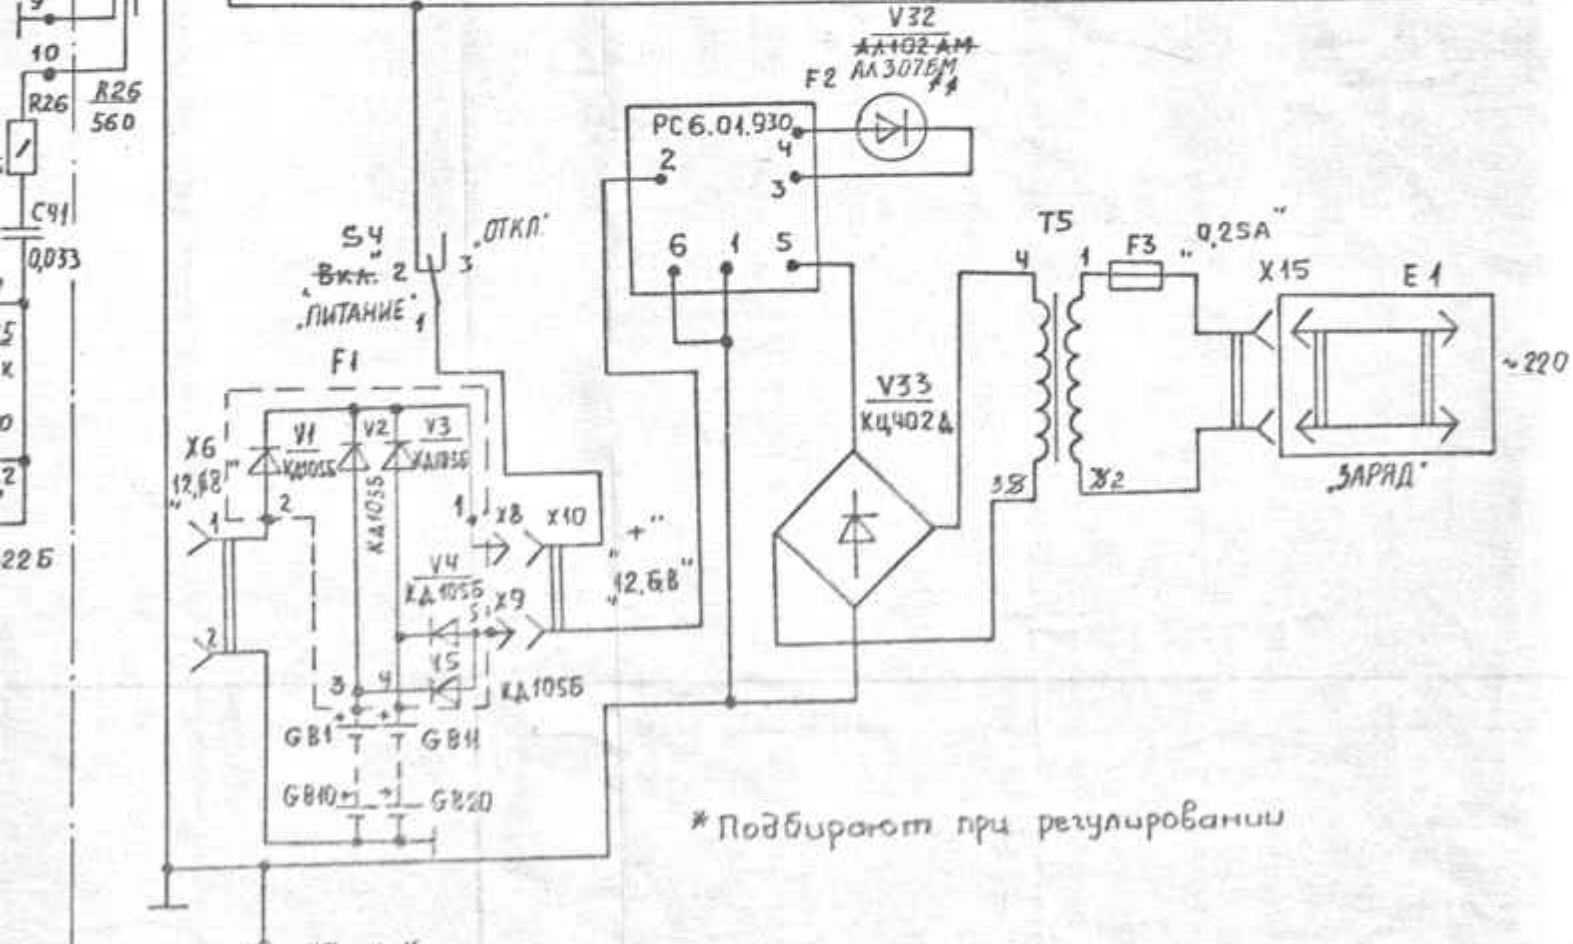 9
10
R26
R26
560
C41
0,033
22Б
V32
АЛ102АМ
АЛ307БМ
F2
РС6.01.930
4
2
3
6
1
5
S4
"Вкл."
2
3
"ОТКЛ."
"ПИТАНИЕ"
1
F1
X6
"12,6В"
1
2
V1
КД105Б
V2
КД105Б
V3
КД105Б
2
1
X8
X10
"+"
"12,6В"
V4
КД105Б
5
X9
V5
КД105Б
3
4
+
+
GB1
GB11
GB10
GB20
+
+
V33
КЦ402Д
T5
4
1
3
2
F3
"0,25А"
X15
E1
~220
"ЗАРЯД"
* Подбирают при регулировании